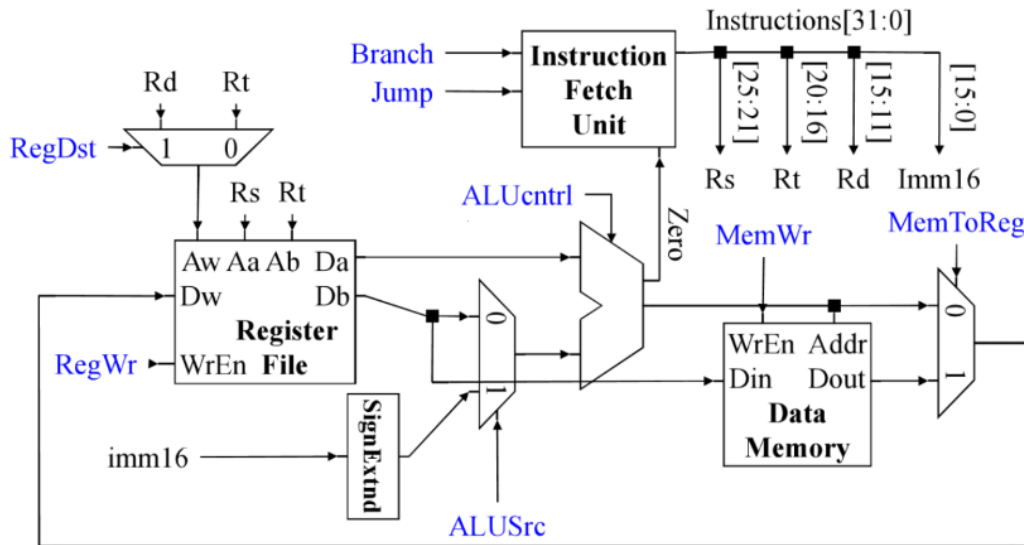 Instructions[31:0]
Branch
Jump
Instruction
Fetch
Unit
[25:21]
[20:16]
[15:11]
[15:0]
Rs
Rt
Rd
Imm16
Rd
Rt
RegDst
1
0
Rs
Rt
ALUcntrl
Zero
MemWr
MemToReg
Aw Aa Ab Da
Dw
Db
Register
File
RegWr
WrEn
0
1
WrEn Addr
Din
Dout
Data
Memory
0
1
imm16
SignExtnd
ALUSrc